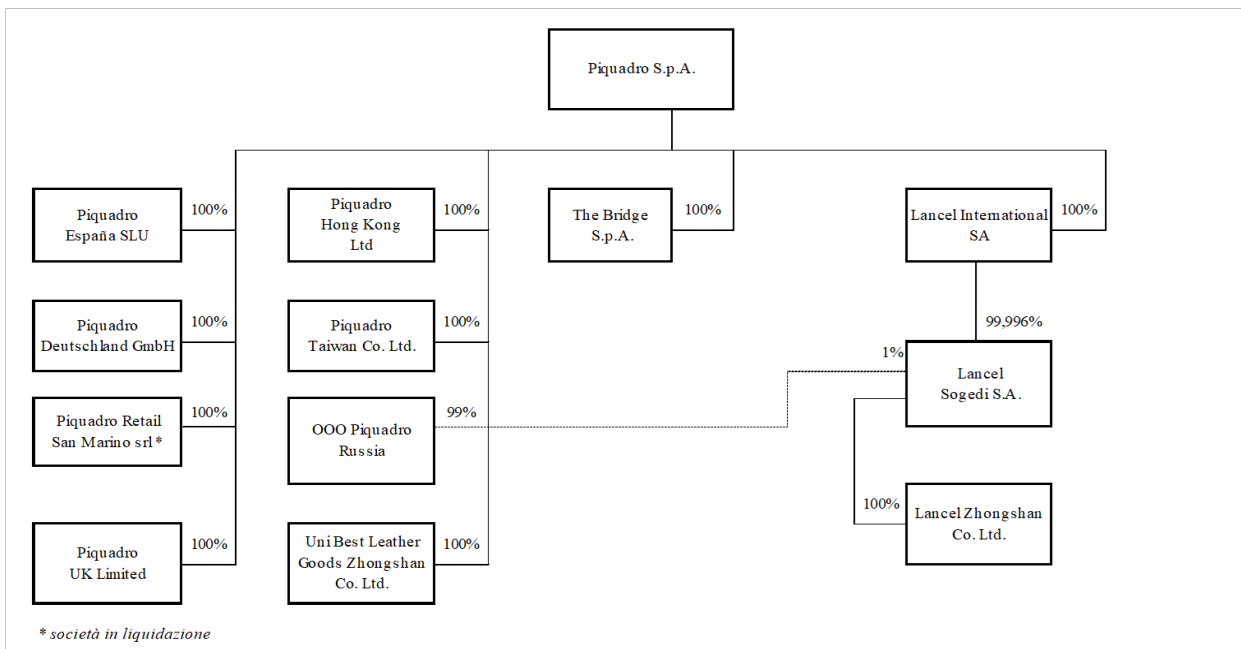 Piquadro S.p.A.
Piquadro
España SLU
100%
Piquadro
Hong Kong
Ltd
100%
The Bridge
S.p.A.
100%
Lancel International
SA
100%
Piquadro
Deutschland GmbH
100%
Piquadro
Taiwan Co. Ltd.
100%
99,996%
1%
Lancel
Sogedi S.A.
Piquadro Retail
San Marino srl *
100%
OOO Piquadro
Russia
99%
Piquadro
UK Limited
100%
Uni Best Leather
Goods Zhongshan
Co. Ltd.
100%
100%
Lancel Zhongshan
Co. Ltd.
* società in liquidazione